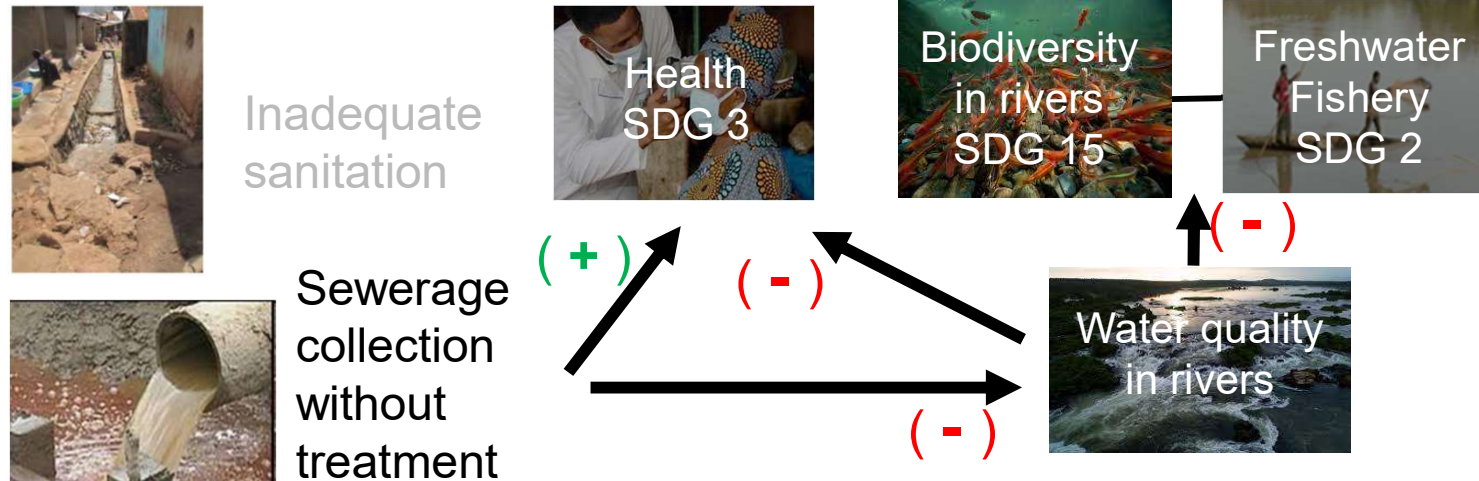 Inadequate
sanitation
Health
SDG 3
Biodiversity
in rivers
SDG 15
Freshwater
Fishery
SDG 2
( + )
( - )
( - )
Sewerage
collection
without
treatment
Water quality
in rivers
( - )